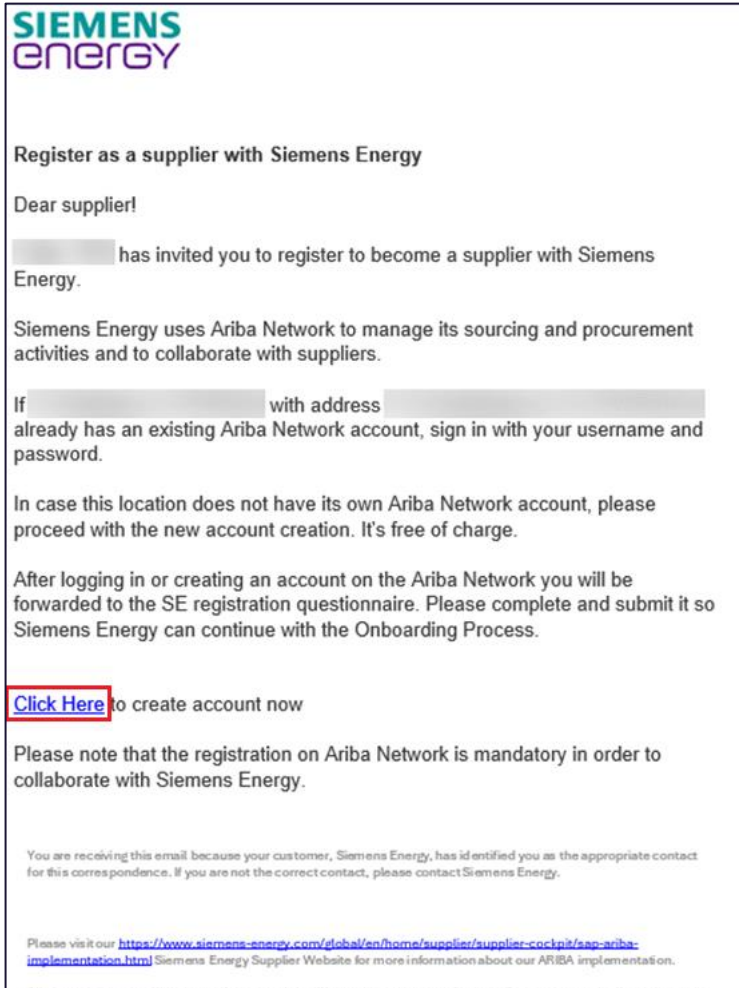 SIEMENS
energy
Register as a supplier with Siemens Energy
Dear supplier!
has invited you to register to become a supplier with Siemens
Energy.
Siemens Energy uses Ariba Network to manage its sourcing and procurement
activities and to collaborate with suppliers.
If with address
already has an existing Ariba Network account, sign in with your username and
password.
In case this location does not have its own Ariba Network account, please
proceed with the new account creation. It's free of charge.
After logging in or creating an account on the Ariba Network you will be
forwarded to the SE registration questionnaire. Please complete and submit it so
Siemens Energy can continue with the Onboarding Process.
Click Here to create account now
Please note that the registration on Ariba Network is mandatory in order to
collaborate with Siemens Energy.
You are receiving this email because your customer, Siemens Energy, has identified you as the appropriate contact
for this correspondence. If you are not the correct contact, please contact Siemens Energy.
Please visit our https://www.siemens-energy.com/global/en/home/supplier/supplier-cockpit/sap-ariba-
implementation.html Siemens Energy Supplier Website for more information about our ARIBA implementation.